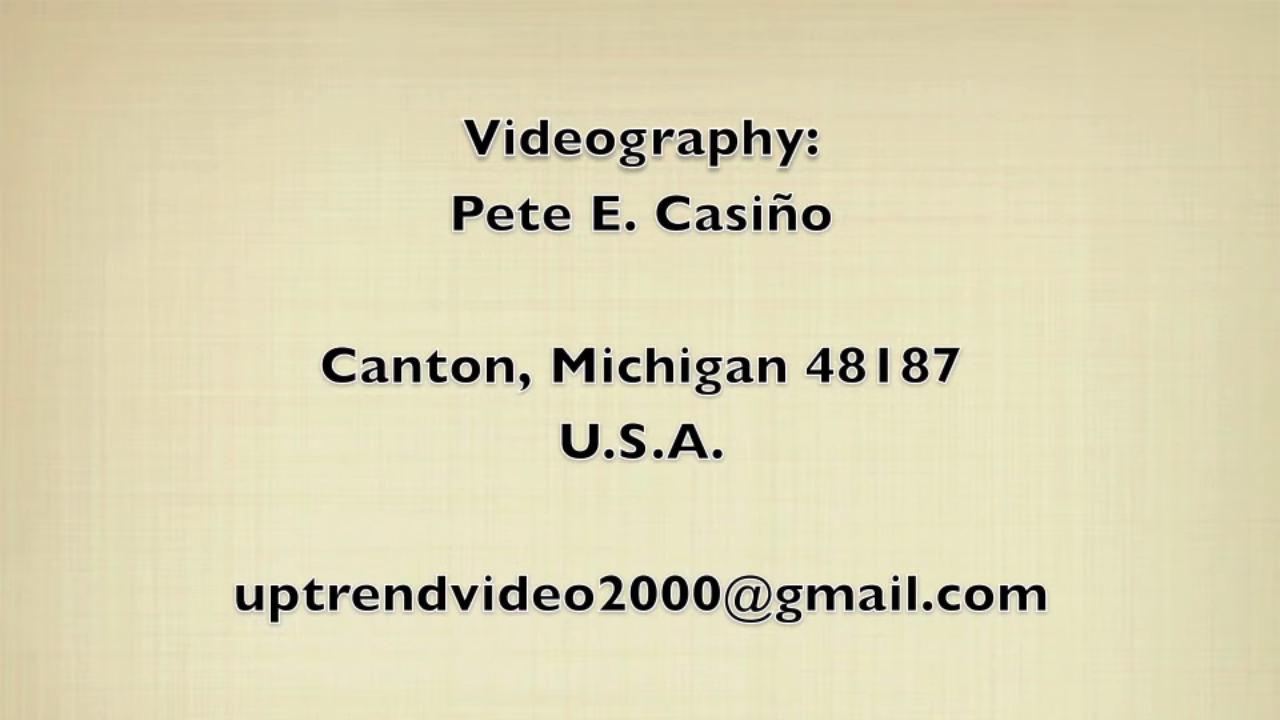 Videography:
Pete E. Casiño
Canton, Michigan 48187
U.S.A.
uptrendvideo2000@gmail.com